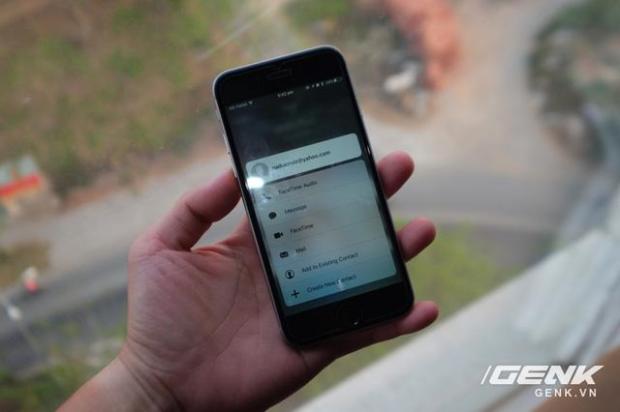 FaceTime Audio
Message
FaceTime
Mail
Add to Existing Contact
Create New Contact
GENK
GENK.VN